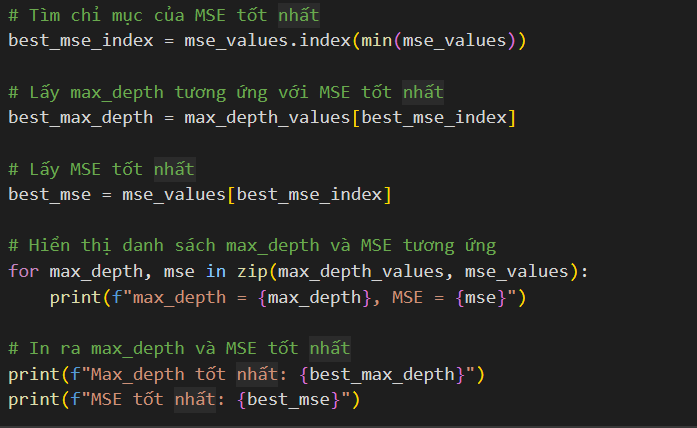 # Tìm chỉ mục của MSE tốt nhất
best_mse_index = mse_values.index(min(mse_values))
# Lấy max_depth tương ứng với MSE tốt nhất
best_max_depth = max_depth_values[best_mse_index]
# Lấy MSE tốt nhất
best_mse = mse_values[best_mse_index]
# Hiển thị danh sách max_depth và MSE tương ứng
for max_depth, mse in zip(max_depth_values, mse_values):
    print(f"max_depth = {max_depth}, MSE = {mse}")
# In ra max_depth và MSE tốt nhất
print(f"Max_depth tốt nhất: {best_max_depth}")
print(f"MSE tốt nhất: {best_mse}")